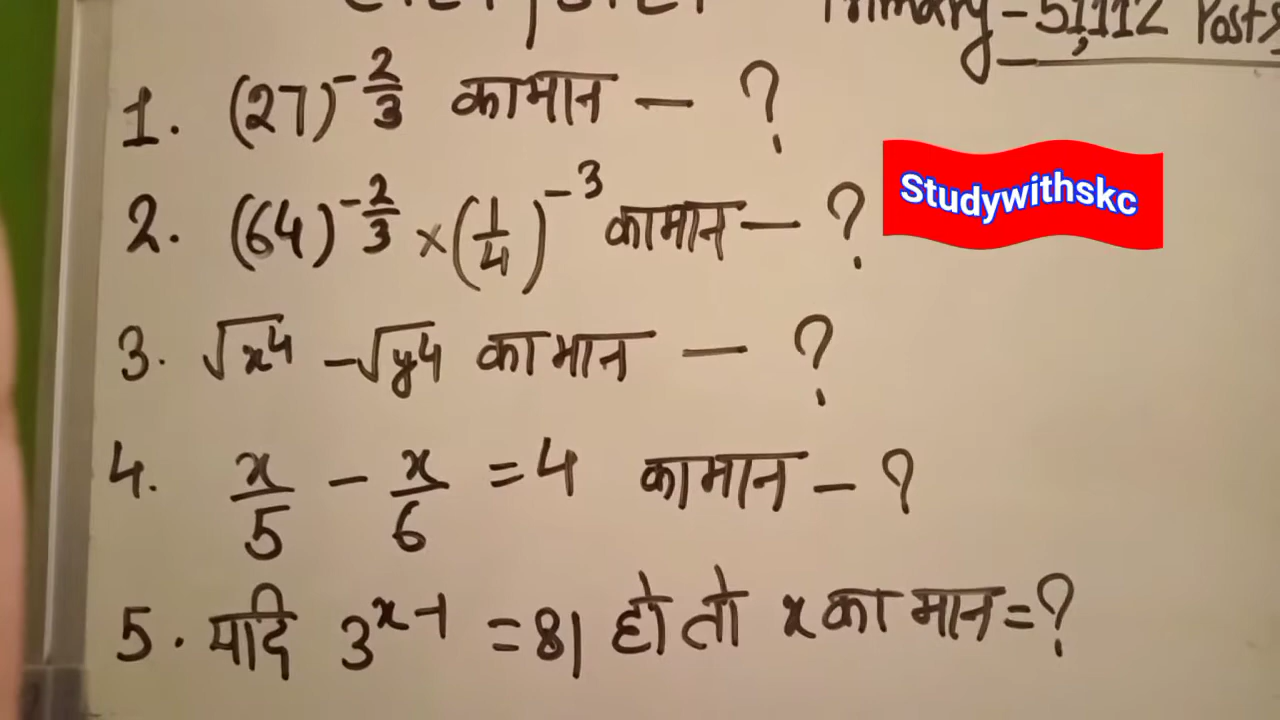 Primary - 51,112 Posts
1. (27)^-2/3 का मान - ?
2. (64)^-2/3 × (1/4)^-3 का मान - ?
Studywithskc
3. √x⁴ - √y⁴ का मान - ?
4. x/5 - x/6 = 4 का मान - ?
5. यदि 3^x-1 = 81 हो तो x का मान = ?